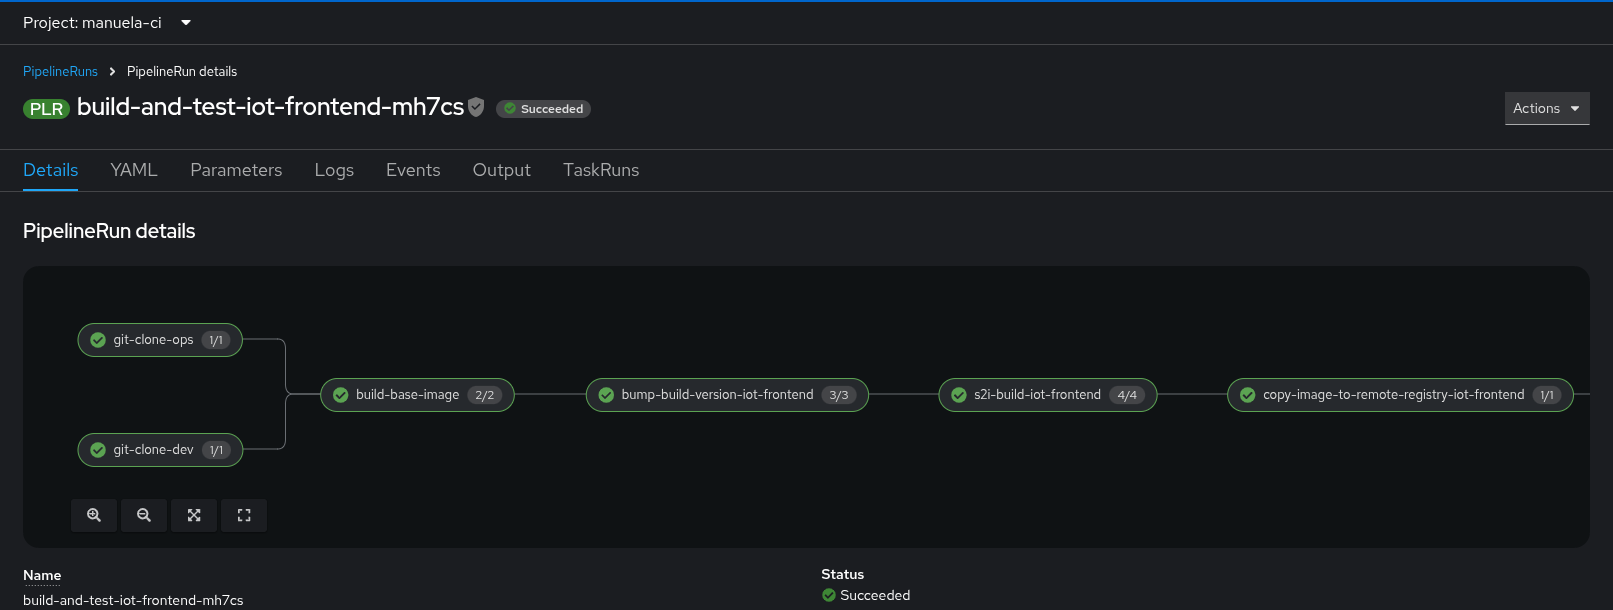 Project: manuela-ci
PipelineRuns > PipelineRun details
PLR build-and-test-iot-frontend-mh7cs Succeeded
Actions
Details YAML Parameters Logs Events Output TaskRuns
PipelineRun details
git-clone-ops 1/1
build-base-image 2/2 bump-build-version-iot-frontend 3/3 s2i-build-iot-frontend 4/4 copy-image-to-remote-registry-iot-frontend 1/1
git-clone-dev 1/1
Name
build-and-test-iot-frontend-mh7cs
Status
Succeeded